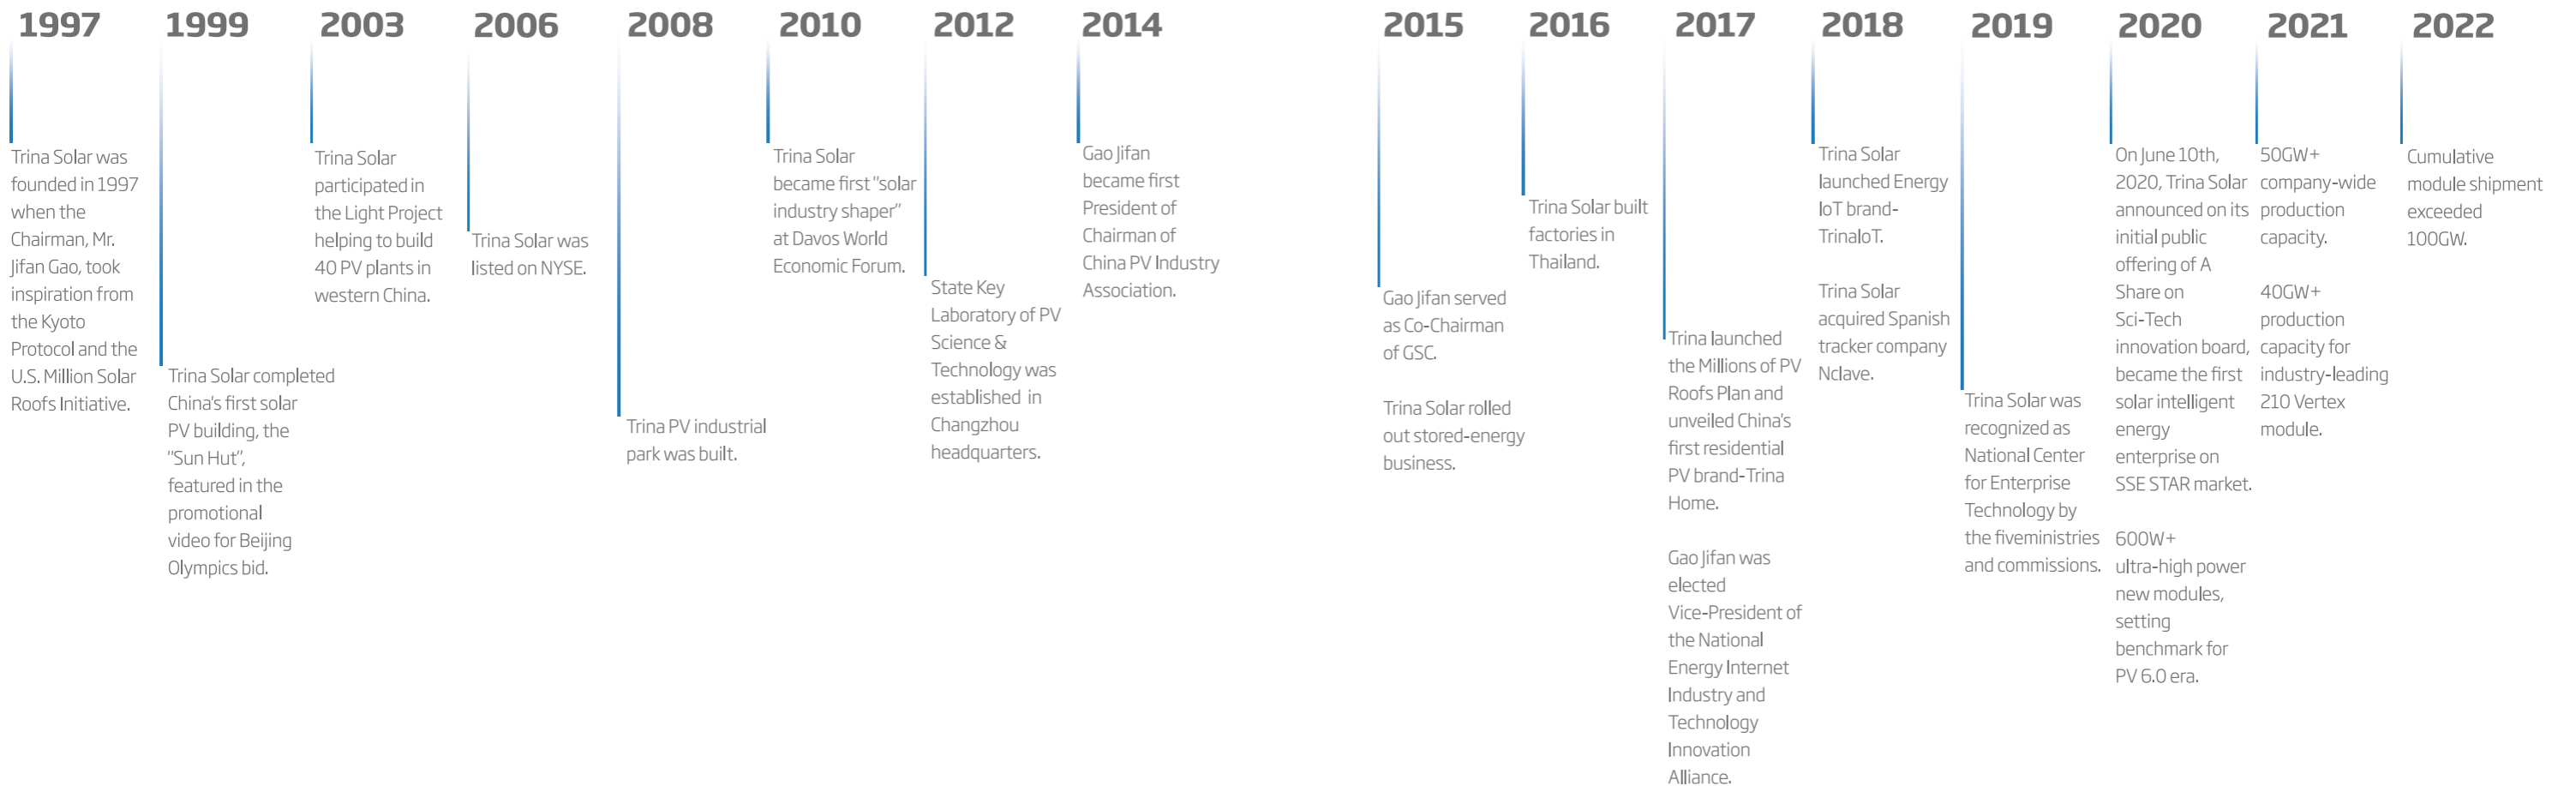 1997
Trina Solar was
founded in 1997
when the
Chairman, Mr.
Jifan Gao, took
inspiration from
the Kyoto
Protocol and the
U.S. Million Solar
Roofs Initiative.
1999
Trina Solar completed
China's first solar
PV building, the
"Sun Hut",
featured in the
promotional
video for Beijing
Olympics bid.
2003
Trina Solar
participated in
the Light Project
helping to build
40 PV plants in
western China.
2006
Trina Solar was
listed on NYSE.
2008
Trina PV industrial
park was built.
2010
Trina Solar
became first "solar
industry shaper"
at Davos World
Economic Forum.
2012
State Key
Laboratory of PV
Science &
Technology was
established in
Changzhou
headquarters.
2014
Gao Jifan
became first
President of
Chairman of
China PV Industry
Association.
2015
Gao Jifan served
as Co-Chairman
of GSC.
Trina Solar rolled
out stored-energy
business.
2016
Trina Solar built
factories in
Thailand.
2017
Trina launched
the Millions of PV
Roofs Plan and
unveiled China's
first residential
PV brand-Trina
Home.
Gao Jifan was
elected
Vice-President of
the National
Energy Internet
Industry and
Technology
Innovation
Alliance.
2018
Trina Solar
launched Energy
IoT brand-
TrinaIoT.
Trina Solar
acquired Spanish
tracker company
Nclave.
2019
Trina Solar was
recognized as
National Center
for Enterprise
Technology by
the fiveministries
and commissions.
2020
On June 10th,
2020, Trina Solar
announced on its
initial public
offering of A
Share on
Sci-Tech
innovation board,
became the first
solar intelligent
energy
enterprise on
SSE STAR market.
600W+
ultra-high power
new modules,
setting
benchmark for
PV 6.0 era.
2021
50GW+
company-wide
production
capacity.
40GW+
production
capacity for
industry-leading
210 Vertex
module.
2022
Cumulative
module shipment
exceeded
100GW.